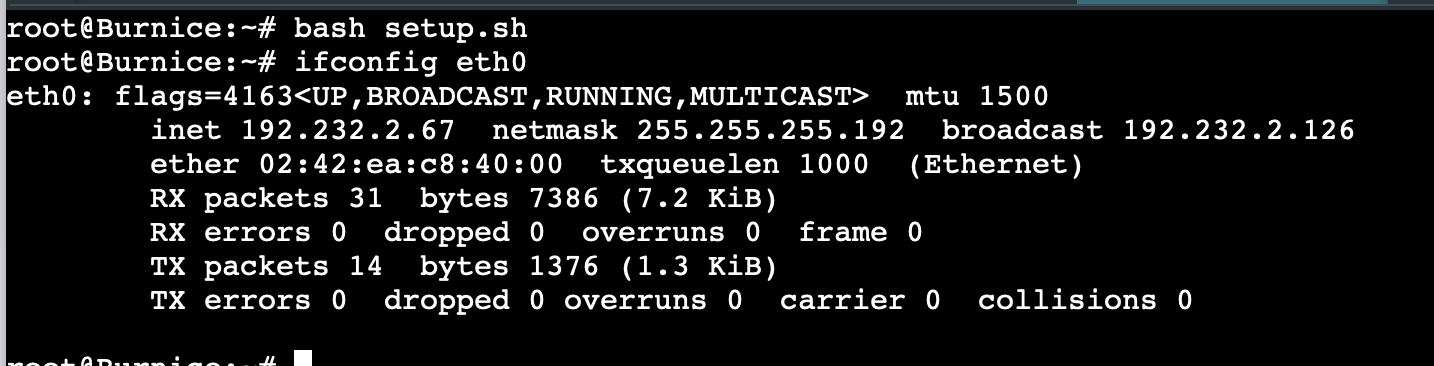 root@Burnice:~# bash setup.sh
root@Burnice:~# ifconfig eth0
eth0: flags=4163<UP,BROADCAST,RUNNING,MULTICAST>  mtu 1500
        inet 192.232.2.67  netmask 255.255.255.192  broadcast 192.232.2.126
        ether 02:42:ea:c8:40:00  txqueuelen 1000  (Ethernet)
        RX packets 31  bytes 7386 (7.2 KiB)
        RX errors 0  dropped 0  overruns 0  frame 0
        TX packets 14  bytes 1376 (1.3 KiB)
        TX errors 0  dropped 0 overruns 0  carrier 0  collisions 0
root@Burnice:~#